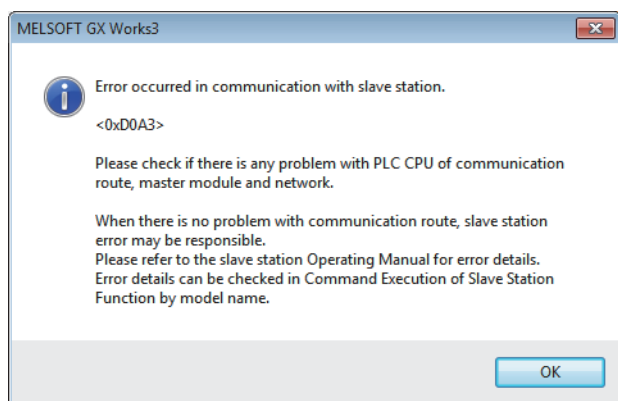 MELSOFT GX Works3
Error occurred in communication with slave station.
<0xD0A3>
Please check if there is any problem with PLC CPU of communication
route, master module and network.
When there is no problem with communication route, slave station
error may be responsible.
Please refer to the slave station Operating Manual for error details.
Error details can be checked in Command Execution of Slave Station
Function by model name.
OK